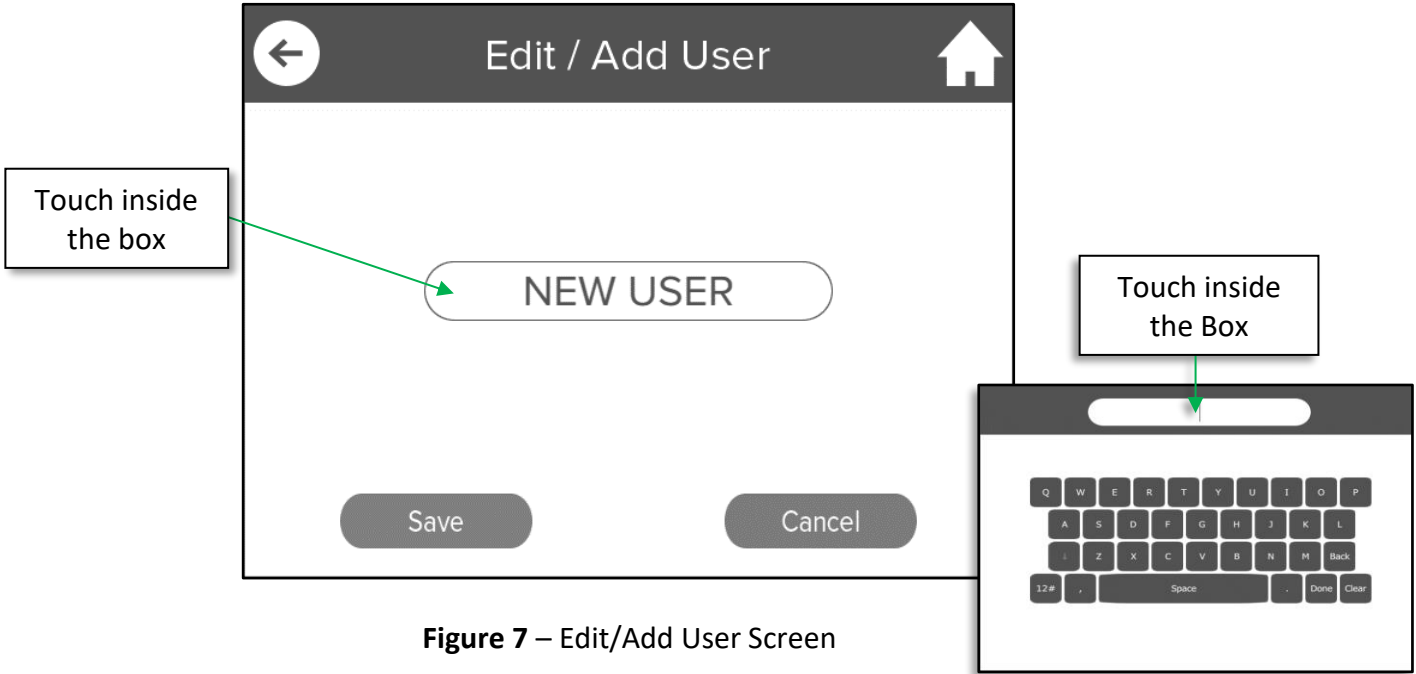 Edit / Add User
Touch inside
the box
NEW USER
Save
Cancel
Touch inside
the Box
Q W E R T Y U I O P
A S D F G H J K L
↓ Z X C V B N M Back
12# , Space . Done Clear
Figure 7 – Edit/Add User Screen